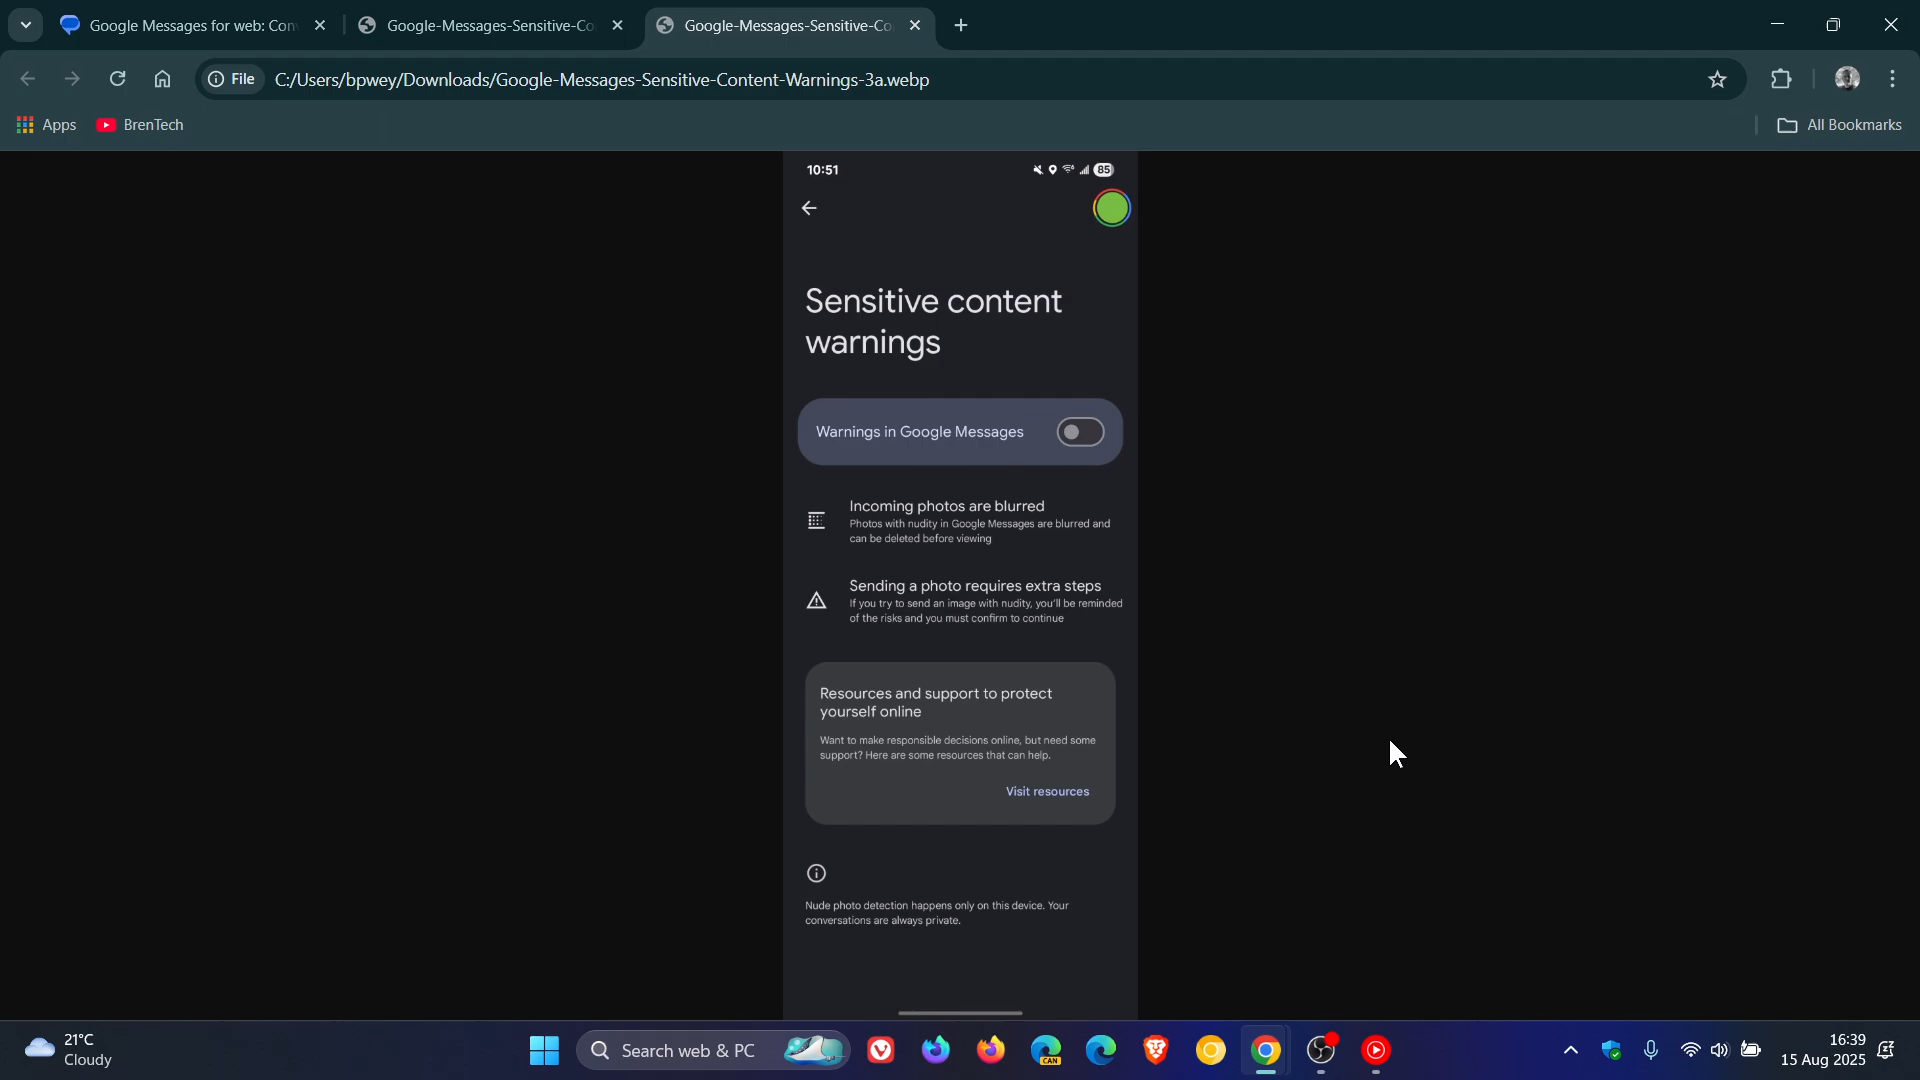 Google Messages for web: Con
Google-Messages-Sensitive-Co
Google-Messages-Sensitive-Co
File
C:/Users/bpwey/Downloads/Google-Messages-Sensitive-Content-Warnings-3a.webp
Apps
BrenTech
All Bookmarks
10:51
85
Sensitive content
warnings
Warnings in Google Messages
Incoming photos are blurred
Photos with nudity in Google Messages are blurred and
can be deleted before viewing
Sending a photo requires extra steps
If you try to send an image with nudity, you'll be reminded
of the risks and you must confirm to continue
Resources and support to protect
yourself online
Want to make responsible decisions online, but need some
support? Here are some resources that can help.
Visit resources
Nude photo detection happens only on this device. Your
conversations are always private.
21°C
Cloudy
Search web & PC
CAN
16:39
15 Aug 2025